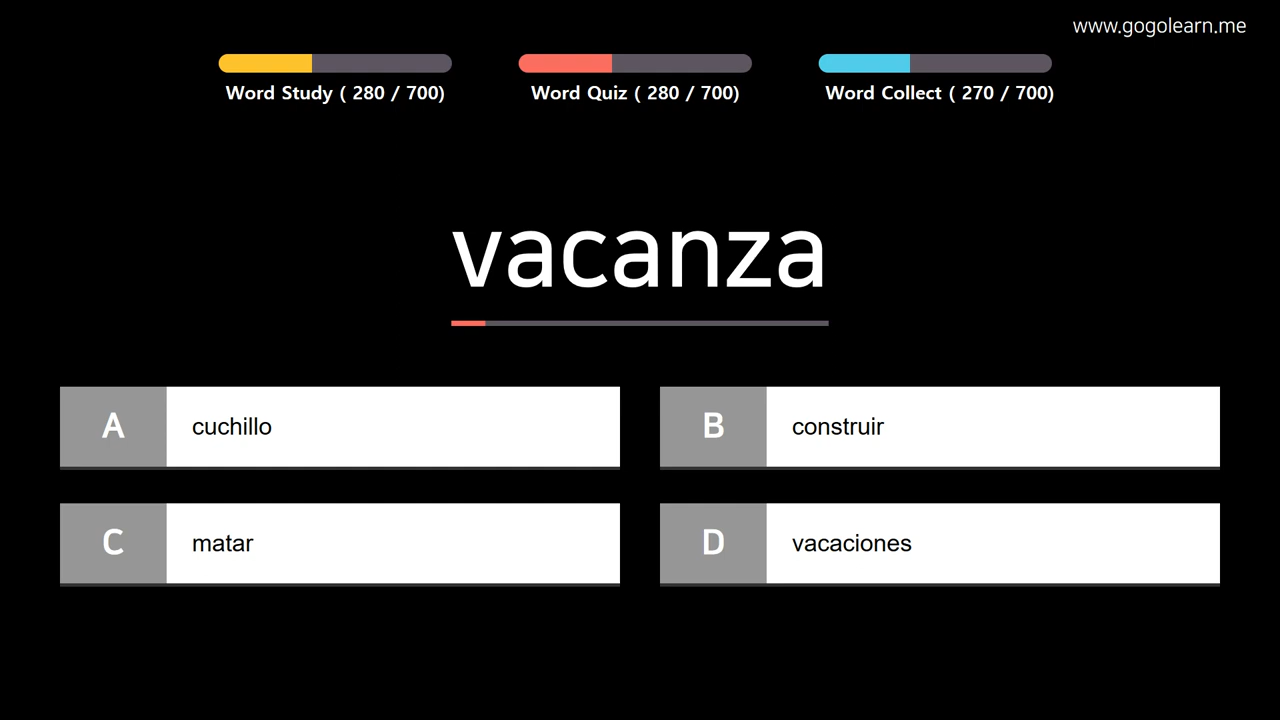 www.gogolearn.me
Word Study ( 280 / 700)
Word Quiz ( 280 / 700)
Word Collect ( 270 / 700)
vacanza
A
cuchillo
B
construir
C
matar
D
vacaciones